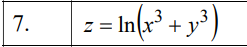 7. z = ln(x³ + y³)